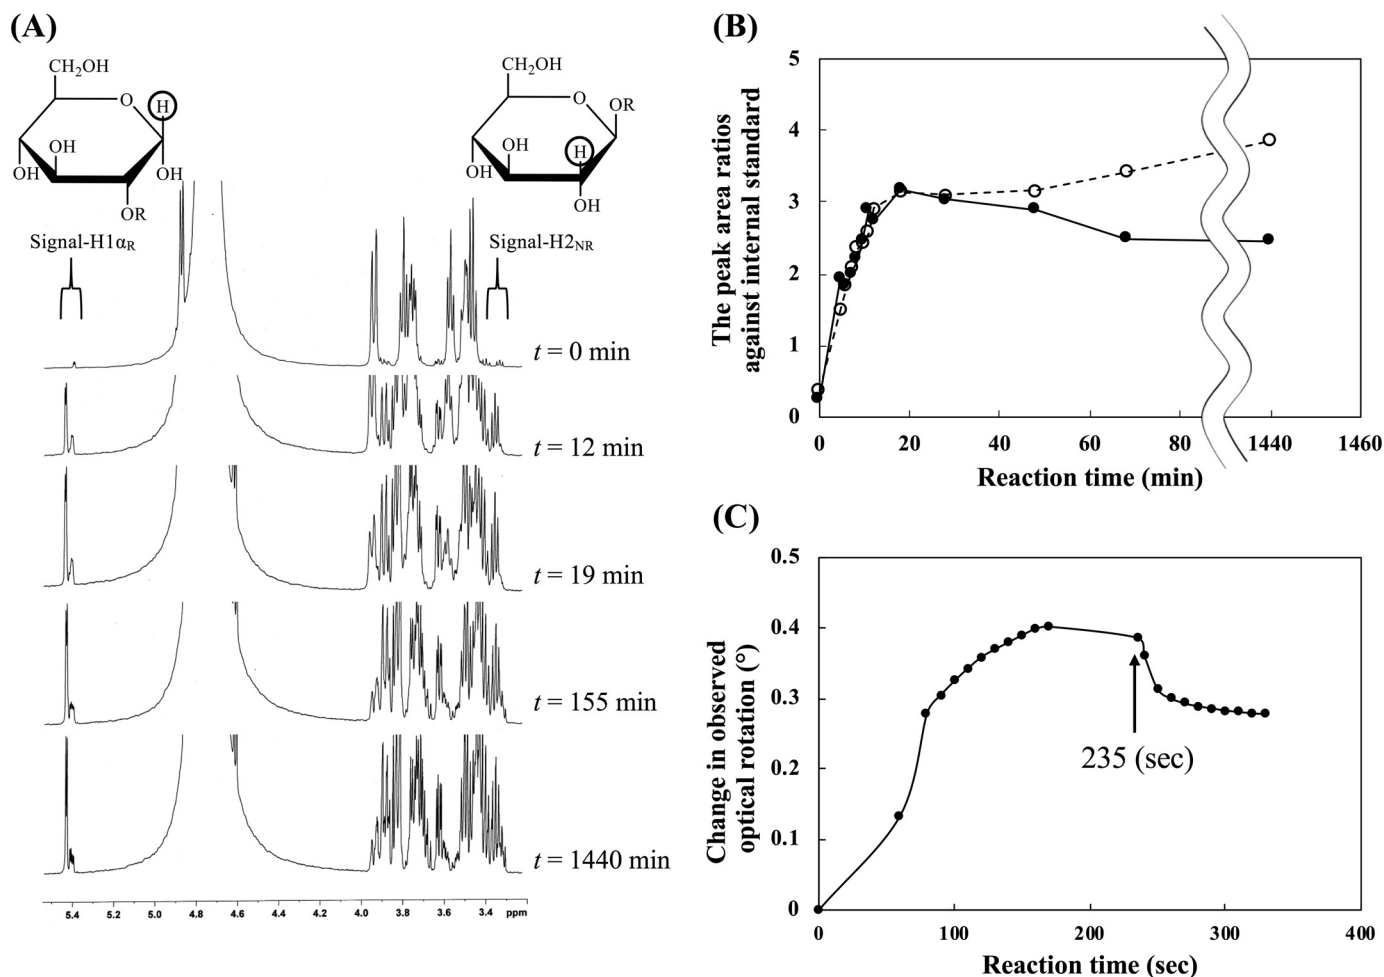 (A)
CH₂OH
O
H
OH
OH
OH
OR
Signal-H1αR
CH₂OH
O
OR
H
OH
OH
OH
Signal-H2NR
t = 0 min
t = 12 min
t = 19 min
t = 155 min
t = 1440 min
5.4 5.2 5.0 4.8 4.6 4.4 4.2 4.0 3.8 3.6 3.4 ppm
(B)
The peak area ratios
against internal standard
5
4
3
2
1
0
0 20 40 60 80 1440 1460
Reaction time (min)
(C)
Change in observed
optical rotation (°)
0.5
0.4
0.3
0.2
0.1
0
235 (sec)
0 100 200 300 400
Reaction time (sec)